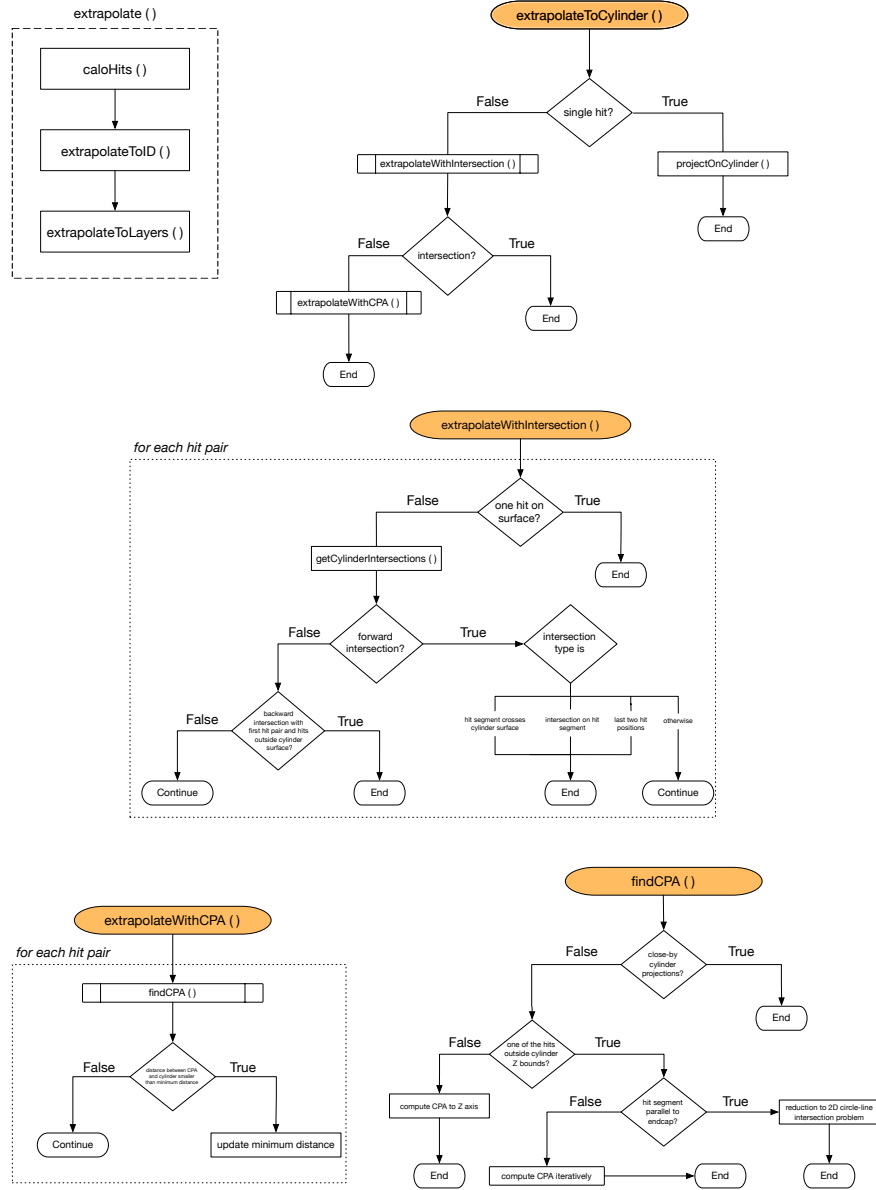 extrapolate ( )
caloHits ( )
extrapolateToID ( )
extrapolateToLayers ( )
extrapolateToCylinder ( )
False
True
single hit?
extrapolateWithIntersection ( )
projectOnCylinder ( )
End
False
True
intersection?
extrapolateWithCPA ( )
End
End
extrapolateWithIntersection ( )
for each hit pair
False
True
one hit on
surface?
getCylinderIntersections ( )
End
False
True
forward
intersection?
intersection
type is
False
True
backward
intersection with
first hit pair and hits
outside cylinder
surface?
hit segment crosses
cylinder surface
intersection on hit
segment
last two hit
positions
otherwise
Continue
End
End
Continue
extrapolateWithCPA ( )
for each hit pair
findCPA ( )
False
True
distance between CPA
and cylinder smaller
than minimum distance
Continue
update minimum distance
findCPA ( )
False
True
close-by
cylinder
projections?
End
False
True
one of the hits
outside cylinder
Z bounds?
compute CPA to Z axis
False
True
hit segment
parallel to
endcap?
reduction to 2D circle-line
intersection problem
End
compute CPA iteratively
End
End